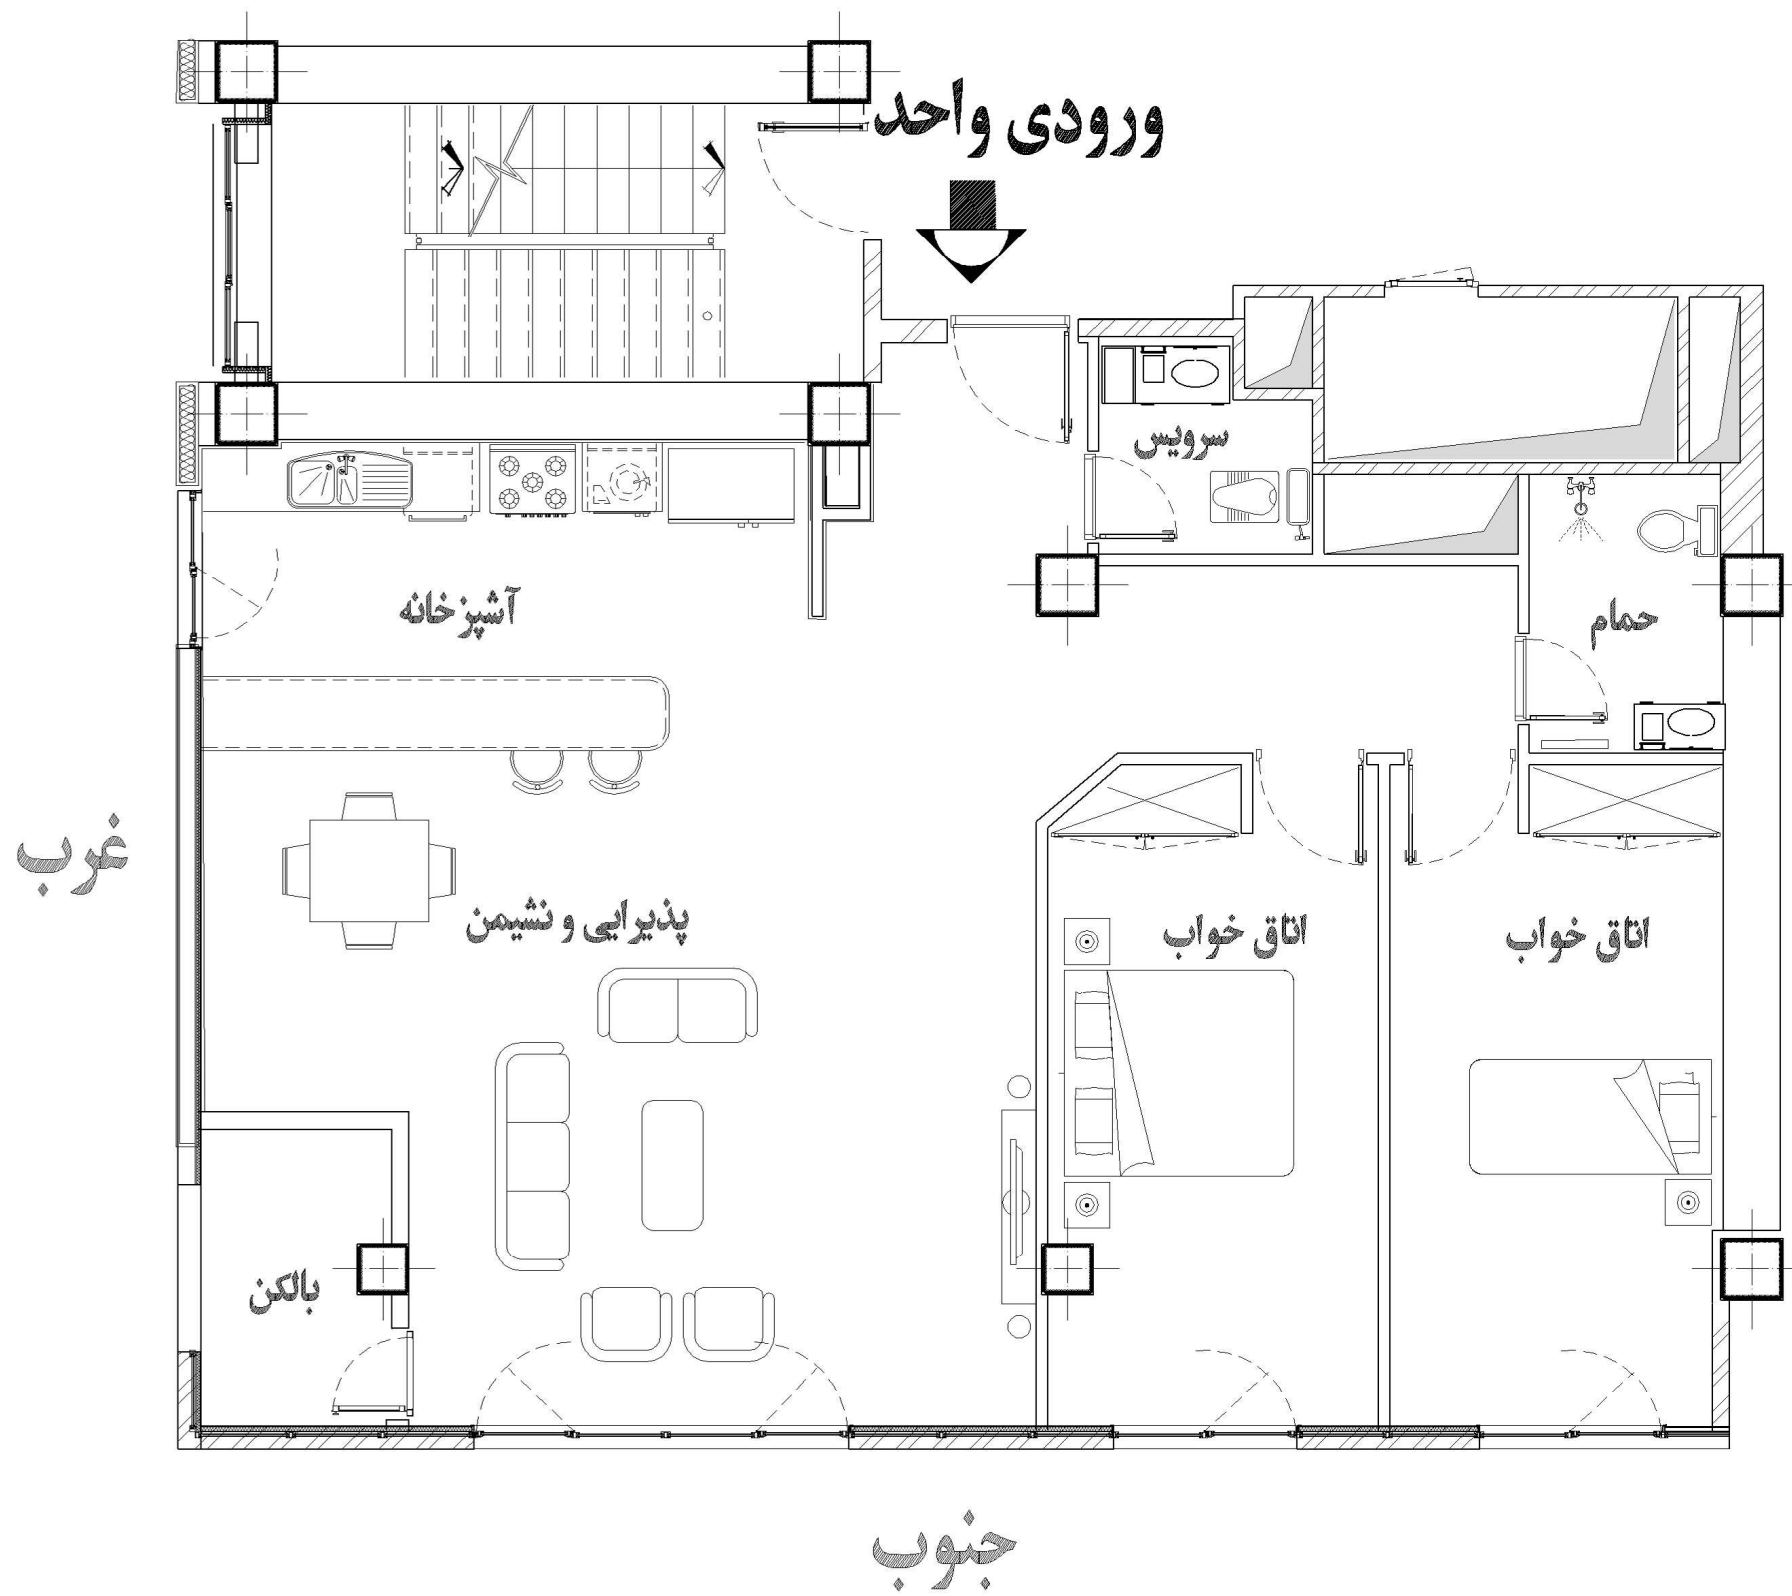 ورودی واحد
سرویس
آشپزخانه
حمام
غرب
پذیرایی و نشیمن
اتاق خواب
اتاق خواب
بالکن
جنوب